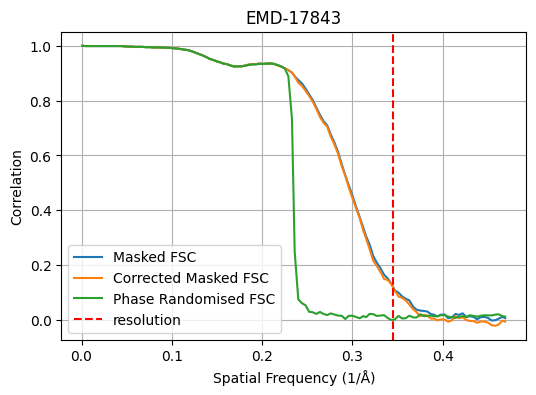 EMD-17843
1.0
0.8
0.6
0.4
0.2
0.0
Correlation
Masked FSC
Corrected Masked FSC
Phase Randomised FSC
resolution
0.0 0.1 0.2 0.3 0.4
Spatial Frequency (1/Å)